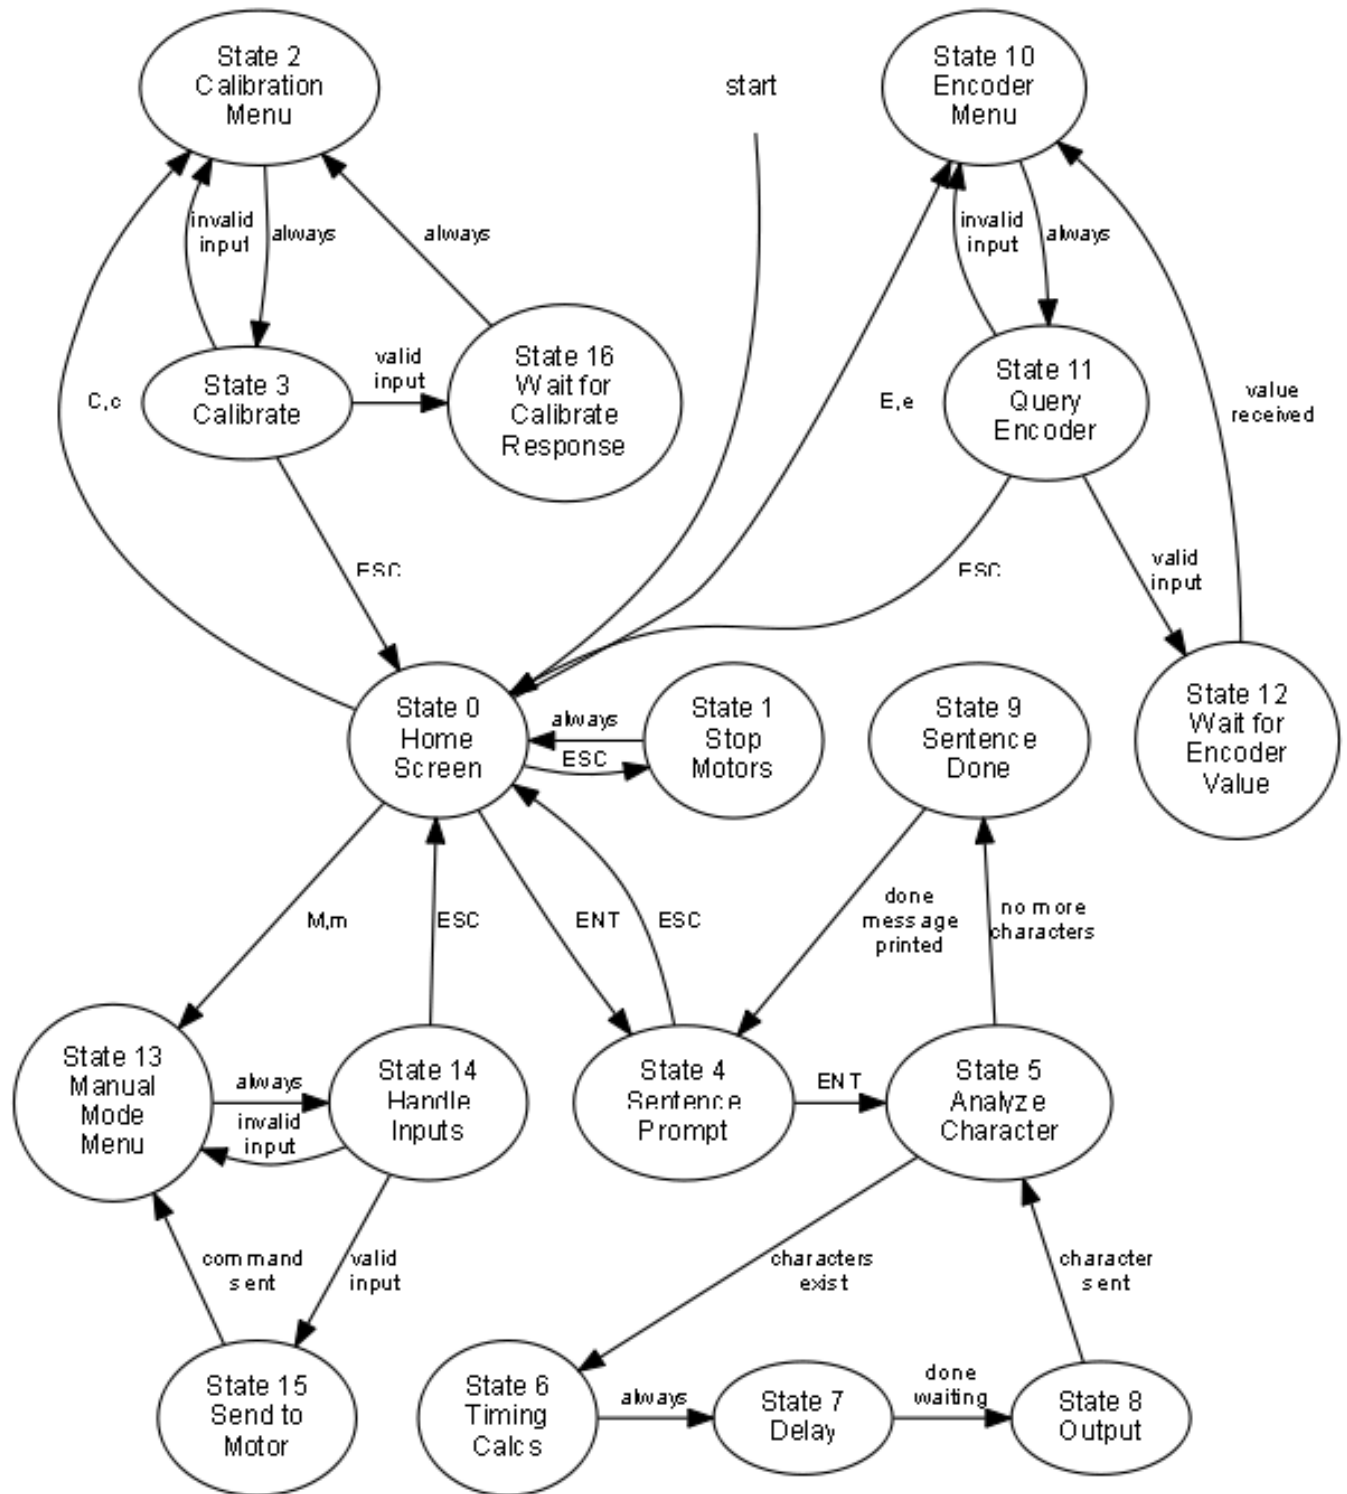 State 2
Calibration
Menu
start
State 10
Encoder
Menu
invalid
input
always
always
invalid
input
always
State 3
Calibrate
valid
input
State 16
Wait for
Calibrate
Response
C,c
E,e
State 11
Query
Encoder
value
received
ESC
ESC
valid
input
State 0
Home
Screen
always
ESC
State 1
Stop
Motors
State 9
Sentence
Done
State 12
Wait for
Encoder
Value
M,m
ESC
ENT
ESC
done
message
printed
no more
characters
State 13
Manual
Mode
Menu
always
invalid
input
State 14
Handle
Inputs
State 4
Sentence
Prompt
ENT
State 5
Analyze
Character
command
sent
valid
input
characters
exist
character
sent
State 15
Send to
Motor
State 6
Timing
Calcs
always
State 7
Delay
done
waiting
State 8
Output